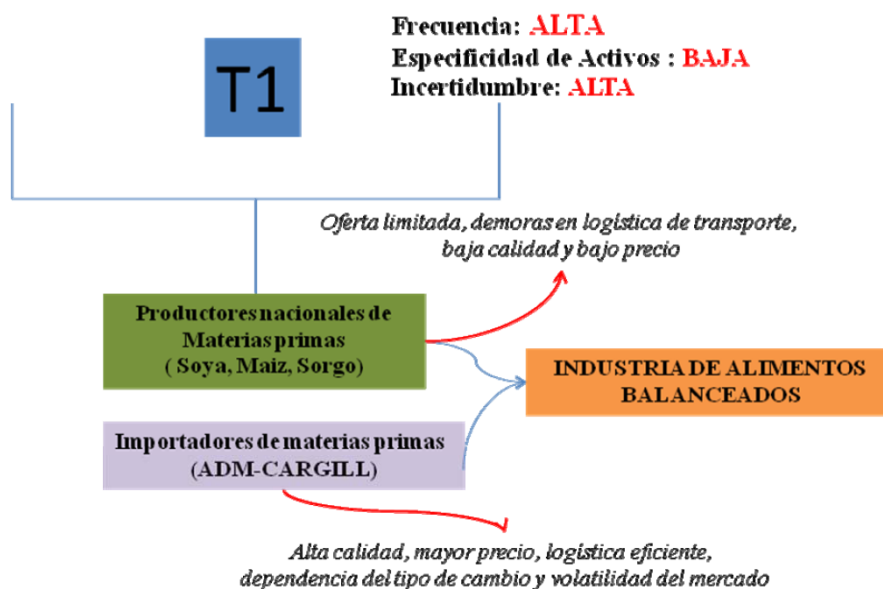 T1
Frecuencia: ALTA
Especificidad de Activos : BAJA
Incertidumbre: ALTA
Oferta limitada, demoras en logística de transporte,
baja calidad y bajo precio
Productores nacionales de
Materias primas
( Soya, Maiz, Sorgo)
INDUSTRIA DE ALIMENTOS
BALANCEADOS
Importadores de materias primas
(ADM-CARGILL)
Alta calidad, mayor precio, logística eficiente,
dependencia del tipo de cambio y volatilidad del mercado